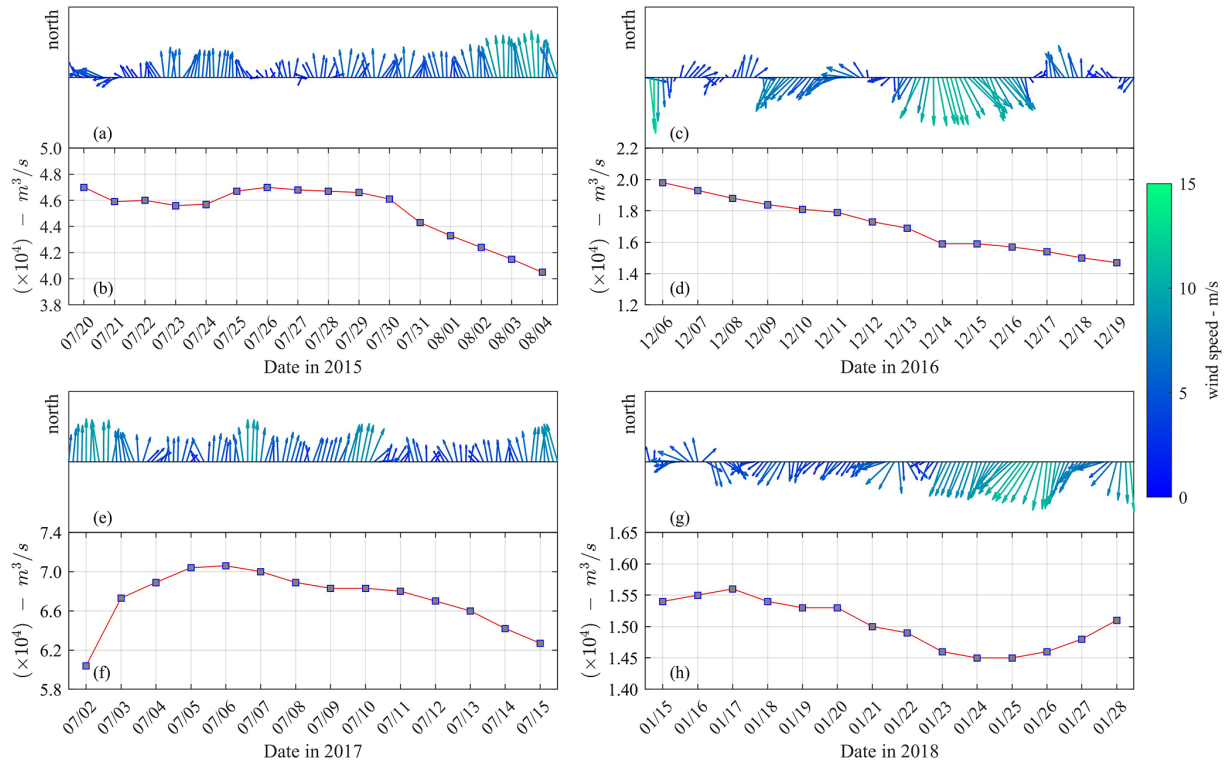 north
(a)
(×10⁴) − m³/s
5.0
4.8
4.6
4.4
4.2
4.0
3.8
(b)
07/20 07/21 07/22 07/23 07/24 07/25 07/26 07/27 07/28 07/29 07/30 07/31 08/01 08/02 08/03 08/04
Date in 2015
north
(c)
(×10⁴) − m³/s
2.2
2.0
1.8
1.6
1.4
1.2
(d)
12/06 12/07 12/08 12/09 12/10 12/11 12/12 12/13 12/14 12/15 12/16 12/17 12/18 12/19
Date in 2016
15
10
5
0
wind speed - m/s
north
(e)
(×10⁴) − m³/s
7.4
7.0
6.6
6.2
5.8
(f)
07/02 07/03 07/04 07/05 07/06 07/07 07/08 07/09 07/10 07/11 07/12 07/13 07/14 07/15
Date in 2017
north
(g)
(×10⁴) − m³/s
1.65
1.60
1.55
1.50
1.45
1.40
(h)
01/15 01/16 01/17 01/18 01/19 01/20 01/21 01/22 01/23 01/24 01/25 01/26 01/27 01/28
Date in 2018